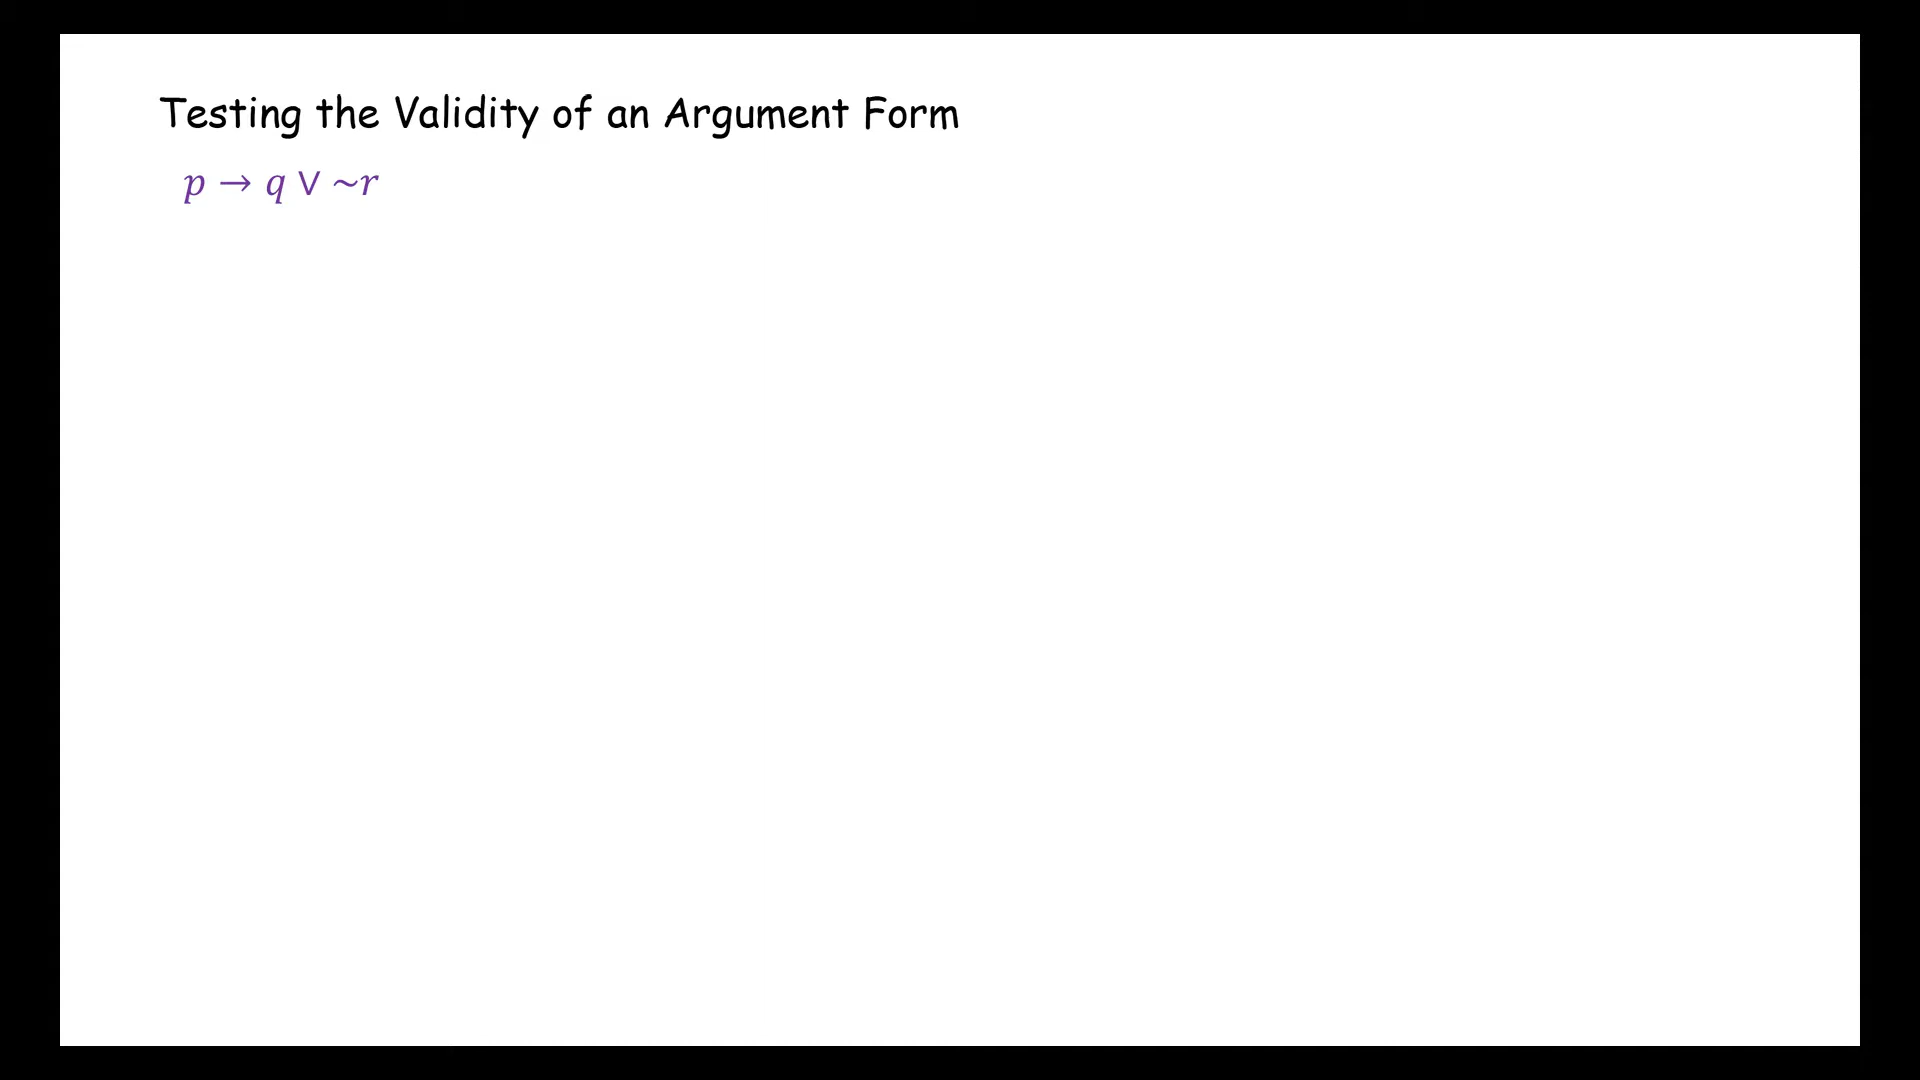 Testing the Validity of an Argument Form
p → q ∨ ~r